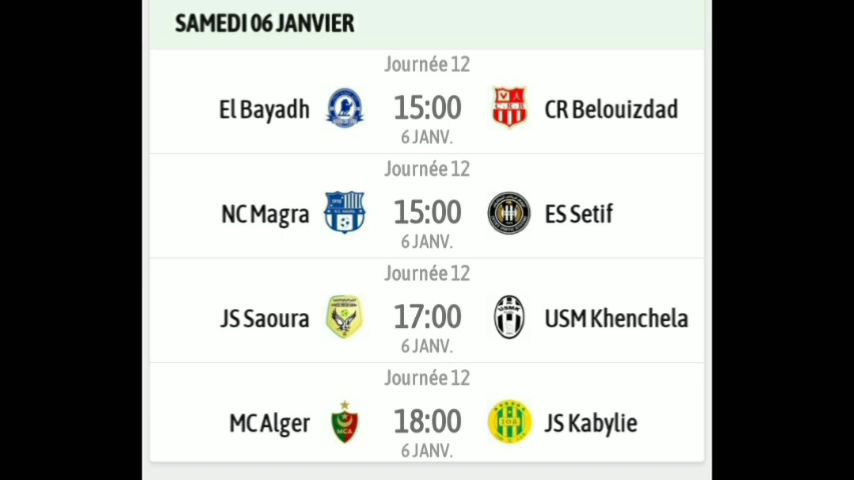 SAMEDI 06 JANVIER
Journée 12
El Bayadh 15:00 CR Belouizdad
6 JANV.
Journée 12
NC Magra 15:00 ES Setif
6 JANV.
Journée 12
JS Saoura 17:00 USM Khenchela
6 JANV.
Journée 12
MC Alger 18:00 JS Kabylie
6 JANV.